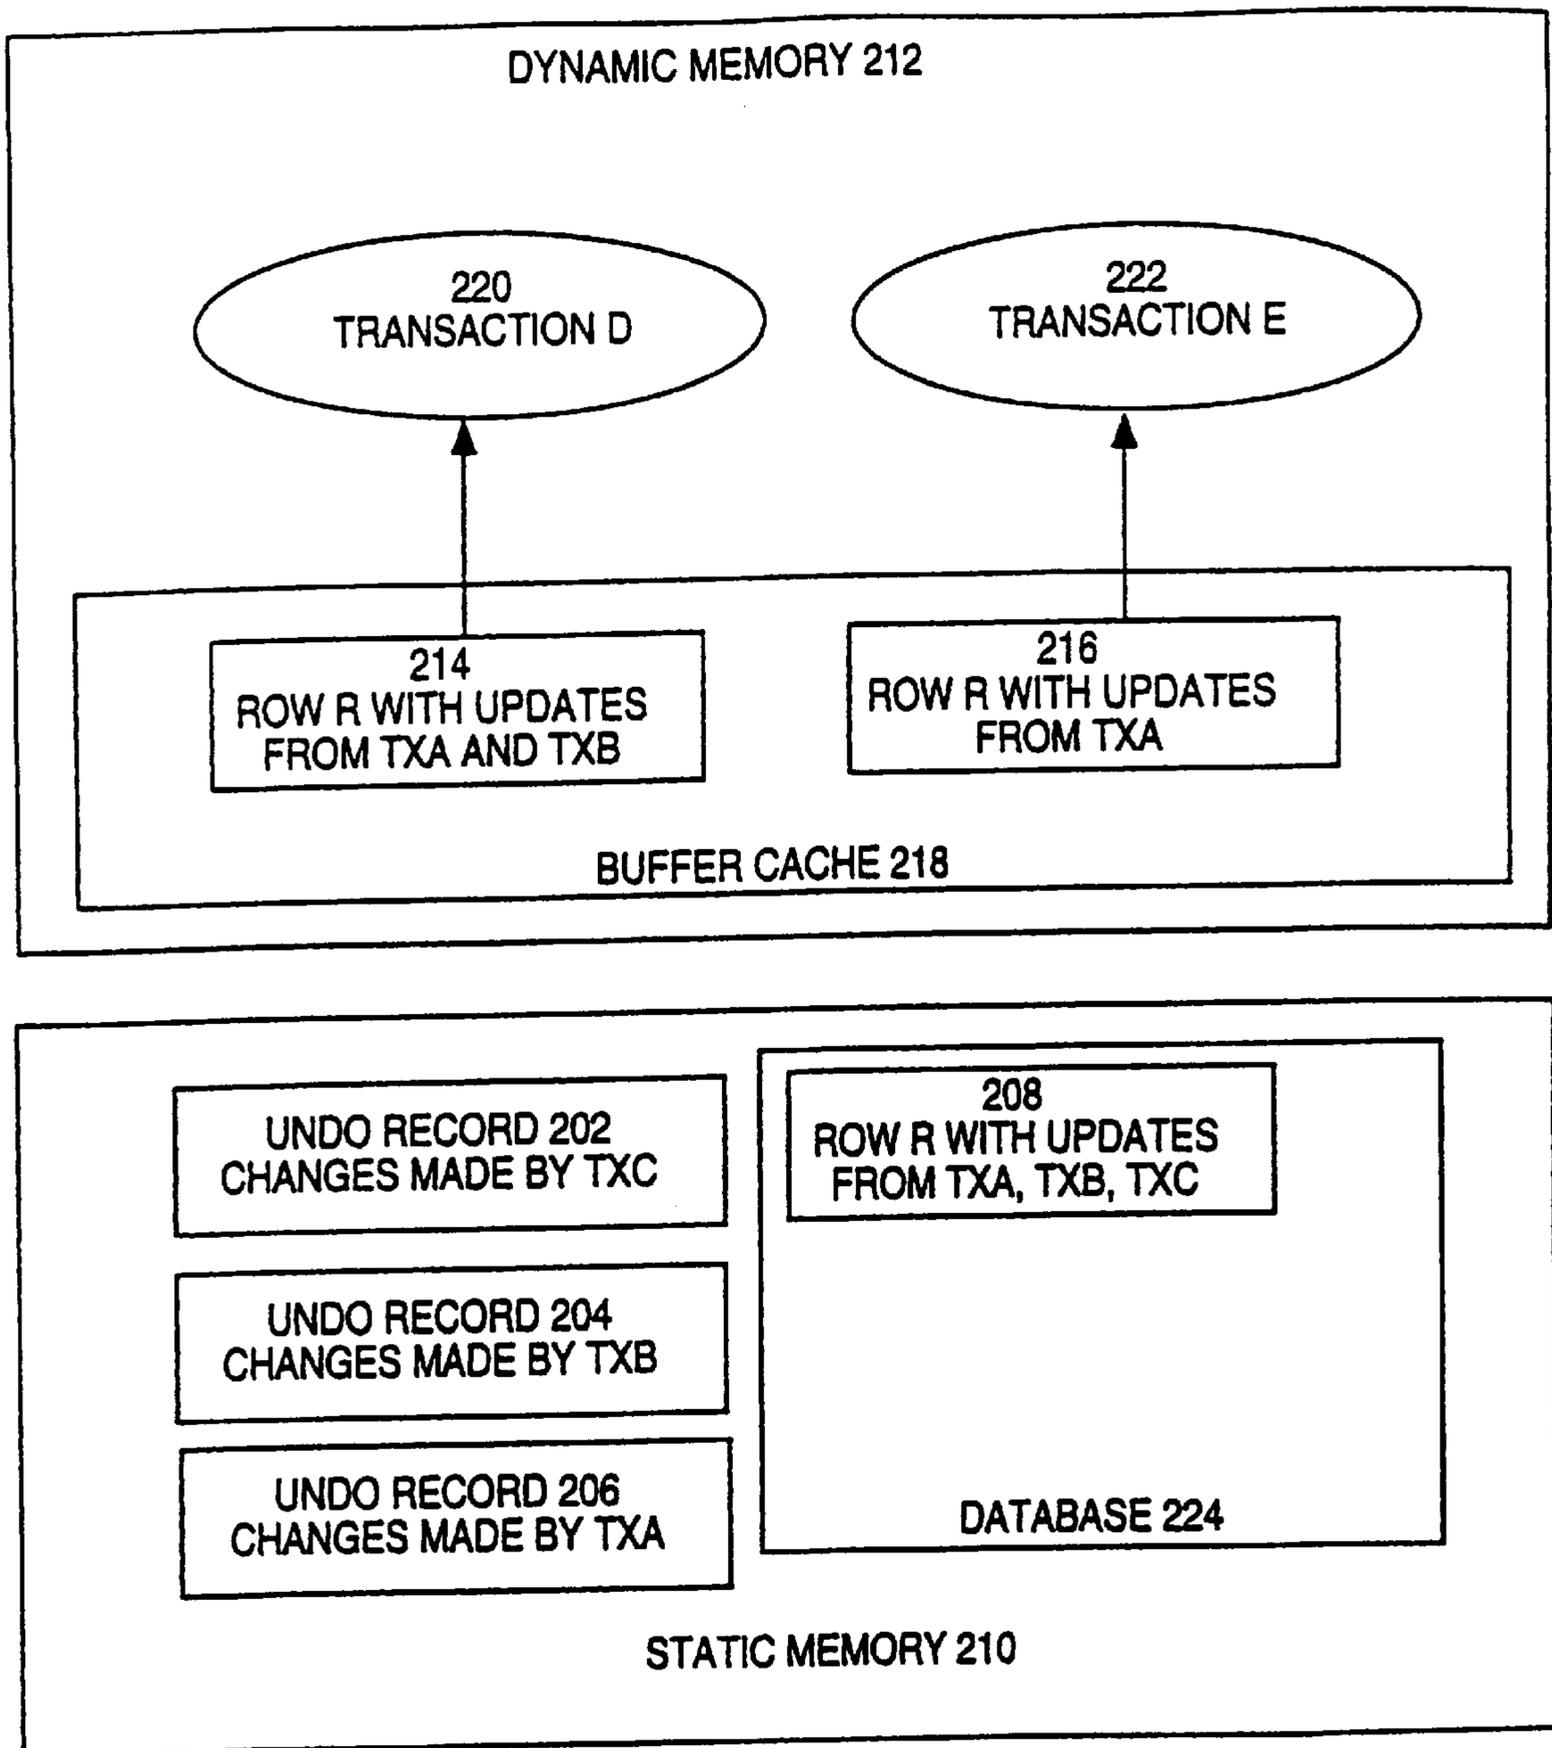 DYNAMIC MEMORY 212
220
TRANSACTION D
222
TRANSACTION E
214
ROW R WITH UPDATES
FROM TXA AND TXB
216
ROW R WITH UPDATES
FROM TXA
BUFFER CACHE 218
UNDO RECORD 202
CHANGES MADE BY TXC
208
ROW R WITH UPDATES
FROM TXA, TXB, TXC
UNDO RECORD 204
CHANGES MADE BY TXB
UNDO RECORD 206
CHANGES MADE BY TXA
DATABASE 224
STATIC MEMORY 210